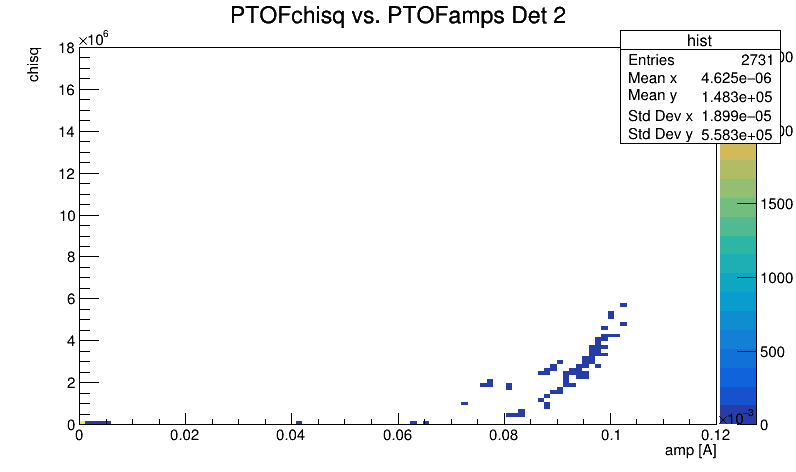 PTOFchisq vs. PTOFamps Det 2
×10⁶
chisq
18
16
14
12
10
8
6
4
2
0
0
0.02
0.04
0.06
0.08
0.1
0.12
×10⁻³
amp [A]
hist
Entries 2731
Mean x 4.625e−06
Mean y 1.483e+05
Std Dev x 1.899e−05
Std Dev y 5.583e+05
1500
1000
500
0